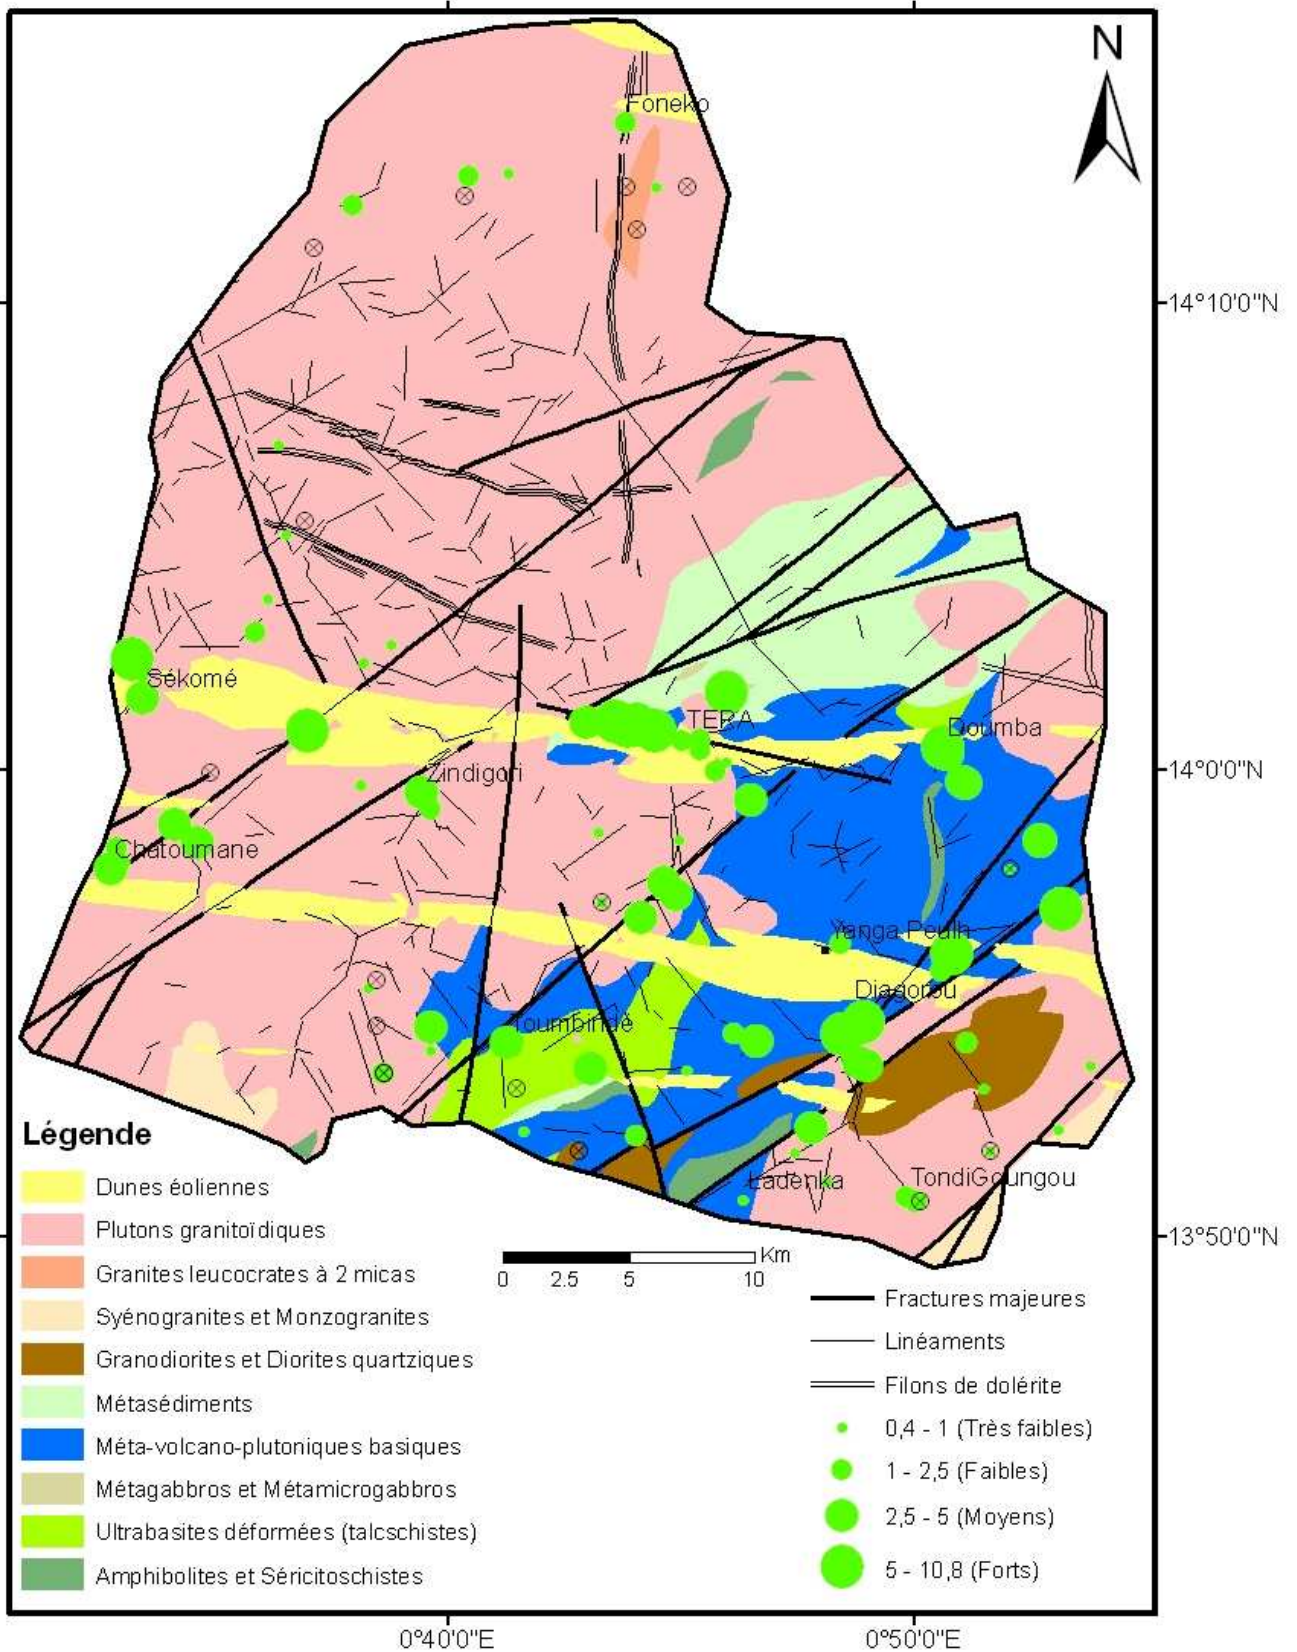 N
Foneko
14°10'0"N
Sékomé
TERA
Doumba
Zindigori
14°0'0"N
Chatoumane
Yanga Peulh
Diagorou
Toumbindé
Ladenka
TondiGoungou
13°50'0"N
Km
0 2.5 5 10
Légende
Dunes éoliennes
Plutons granitoïdiques
Granites leucocrates à 2 micas
Syénogranites et Monzogranites
Granodiorites et Diorites quartziques
Métasédiments
Méta-volcano-plutoniques basiques
Métagabbros et Métamicrogabbros
Ultrabasites déformées (talcschistes)
Amphibolites et Séricitoschistes
Fractures majeures
Linéaments
Filons de dolérite
0,4 - 1 (Très faibles)
1 - 2,5 (Faibles)
2,5 - 5 (Moyens)
5 - 10,8 (Forts)
0°40'0"E
0°50'0"E